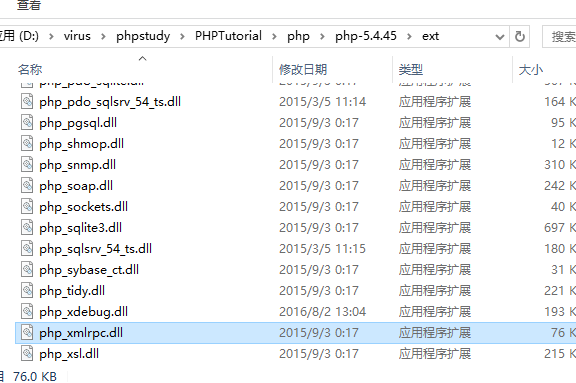 查看
用 (D:) › virus › phpstudy › PHPTutorial › php › php-5.4.45 › ext 搜索
名称 修改日期 类型 大小
php_pdo_sqlsrv_54_ts.dll 2015/3/5 11:14 应用程序扩展 164 K
php_pgsql.dll 2015/9/3 0:17 应用程序扩展 95 K
php_shmop.dll 2015/9/3 0:17 应用程序扩展 12 K
php_snmp.dll 2015/9/3 0:17 应用程序扩展 310 K
php_soap.dll 2015/9/3 0:17 应用程序扩展 242 K
php_sockets.dll 2015/9/3 0:17 应用程序扩展 40 K
php_sqlite3.dll 2015/9/3 0:17 应用程序扩展 697 K
php_sqlsrv_54_ts.dll 2015/3/5 11:15 应用程序扩展 180 K
php_sybase_ct.dll 2015/9/3 0:17 应用程序扩展 31 K
php_tidy.dll 2015/9/3 0:17 应用程序扩展 221 K
php_xdebug.dll 2016/8/2 13:04 应用程序扩展 193 K
php_xmlrpc.dll 2015/9/3 0:17 应用程序扩展 76 K
php_xsl.dll 2015/9/3 0:17 应用程序扩展 215 K
76.0 KB